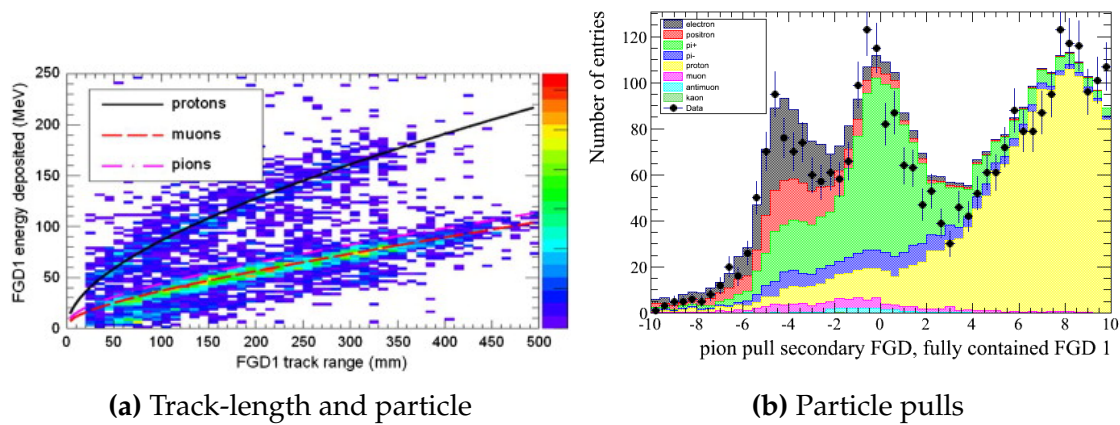 FGD1 energy deposited (MeV)
250
200
150
100
50
0
protons
muons
pions
0 50 100 150 200 250 300 350 400 450 500
FGD1 track range (mm)
(a) Track-length and particle
Number of entries
120
100
80
60
40
20
0
electron
positron
pi+
pi-
proton
muon
antimuon
kaon
Data
-10 -8 -6 -4 -2 0 2 4 6 8 10
pion pull secondary FGD, fully contained FGD 1
(b) Particle pulls